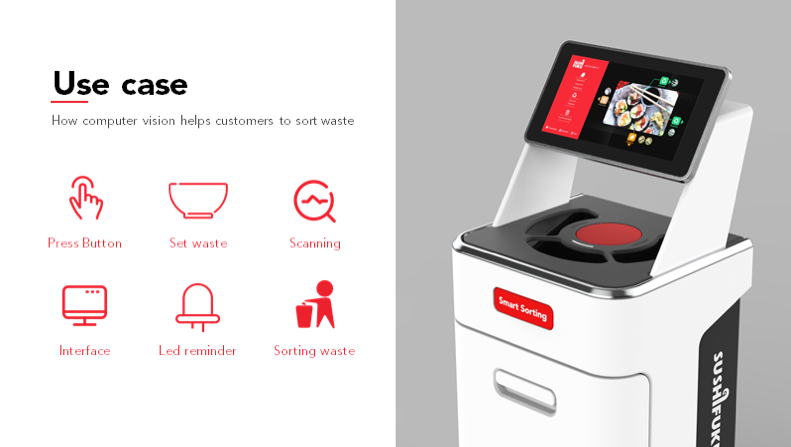 Use case
How computer vision helps customers to sort waste
Press Button
Set waste
Scanning
Interface
Led reminder
Sorting waste
Smart Sorting